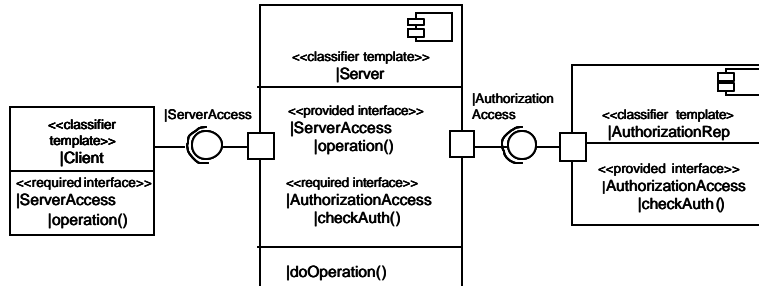 <<classifier
template>>
|Client
<<required interface>>
|ServerAccess
|operation()
|ServerAccess
<<classifier template>>
|Server
<<provided interface>>
|ServerAccess
|operation()
<<required interface>>
|AuthorizationAccess
|checkAuth()
|doOperation()
|Authorization
Access
<<classifier template>
|AuthorizationRep
<<provided interface>>
|AuthorizationAccess
|checkAuth ()